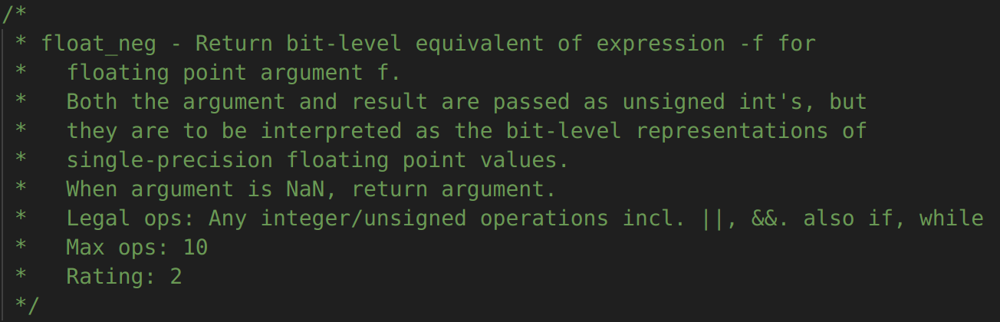 /*
 * float_neg - Return bit-level equivalent of expression -f for
 *   floating point argument f.
 *   Both the argument and result are passed as unsigned int's, but
 *   they are to be interpreted as the bit-level representations of
 *   single-precision floating point values.
 *   When argument is NaN, return argument.
 *   Legal ops: Any integer/unsigned operations incl. ||, &&. also if, while
 *   Max ops: 10
 *   Rating: 2
 */